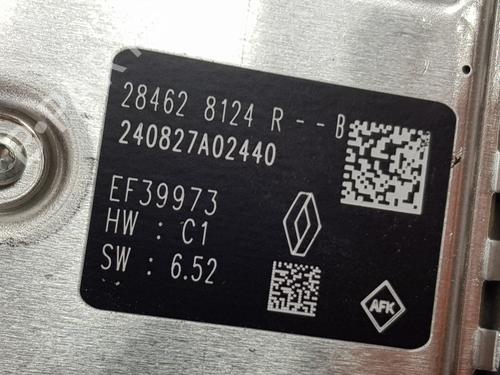 28462 8124 R -- B
240827A02440
EF39973
HW : C1
SW : 6.52
AFK